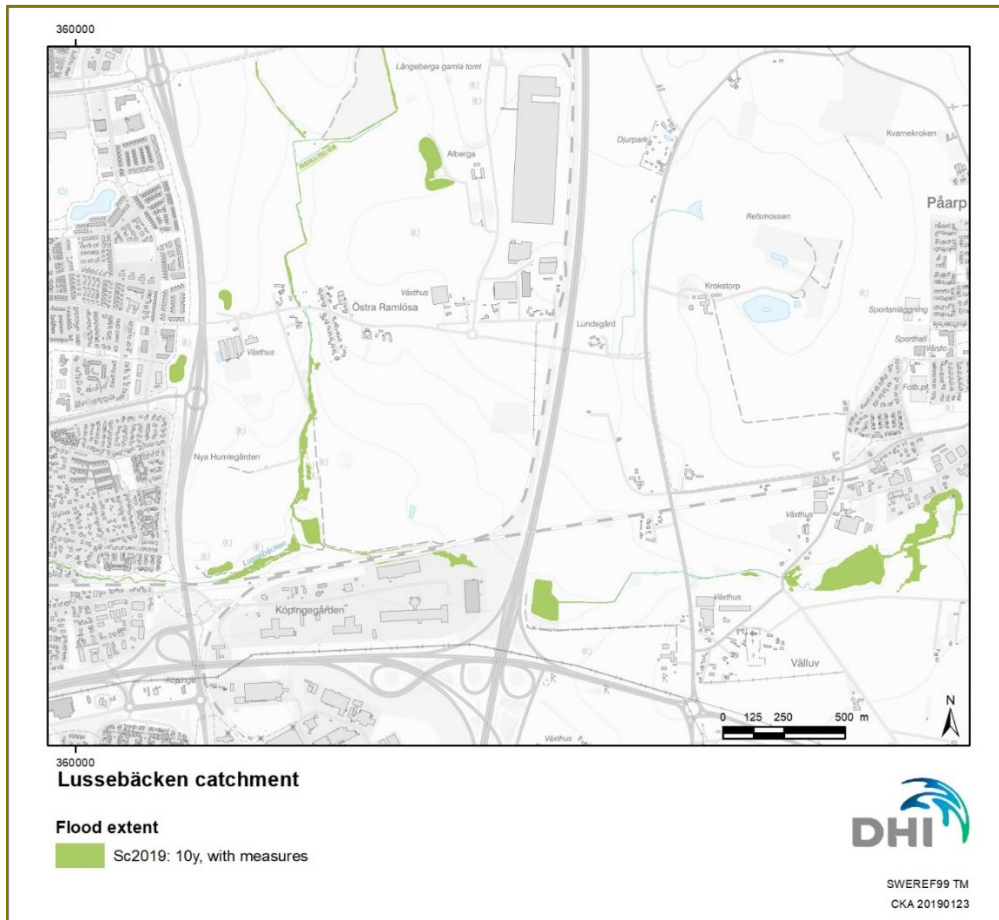 360000
Långeberga gamla tomt
(R)
(R)
Kvarnekroken
Djurpark
Alberga
Påarp
Relsmossen
(R)
Krokstorp
(R)
Växthus
Östra Ramlösa
Sportanläggning
Lundsgård
Sporthall
Växthus
Vårdc
(R)
Fotb.pl
(R)
Nya Humlegården
(R)
(R)
Växthus
(R)
(R)
Lussebäcken
Köpingegården
Växthus
Välluv
Köpinge
(R)
R
R
N
0 125 250 500 m
Växthus
360000
Lussebäcken catchment
Flood extent
Sc2019: 10y, with measures
DHI
SWEREF99 TM
CKA 20190123